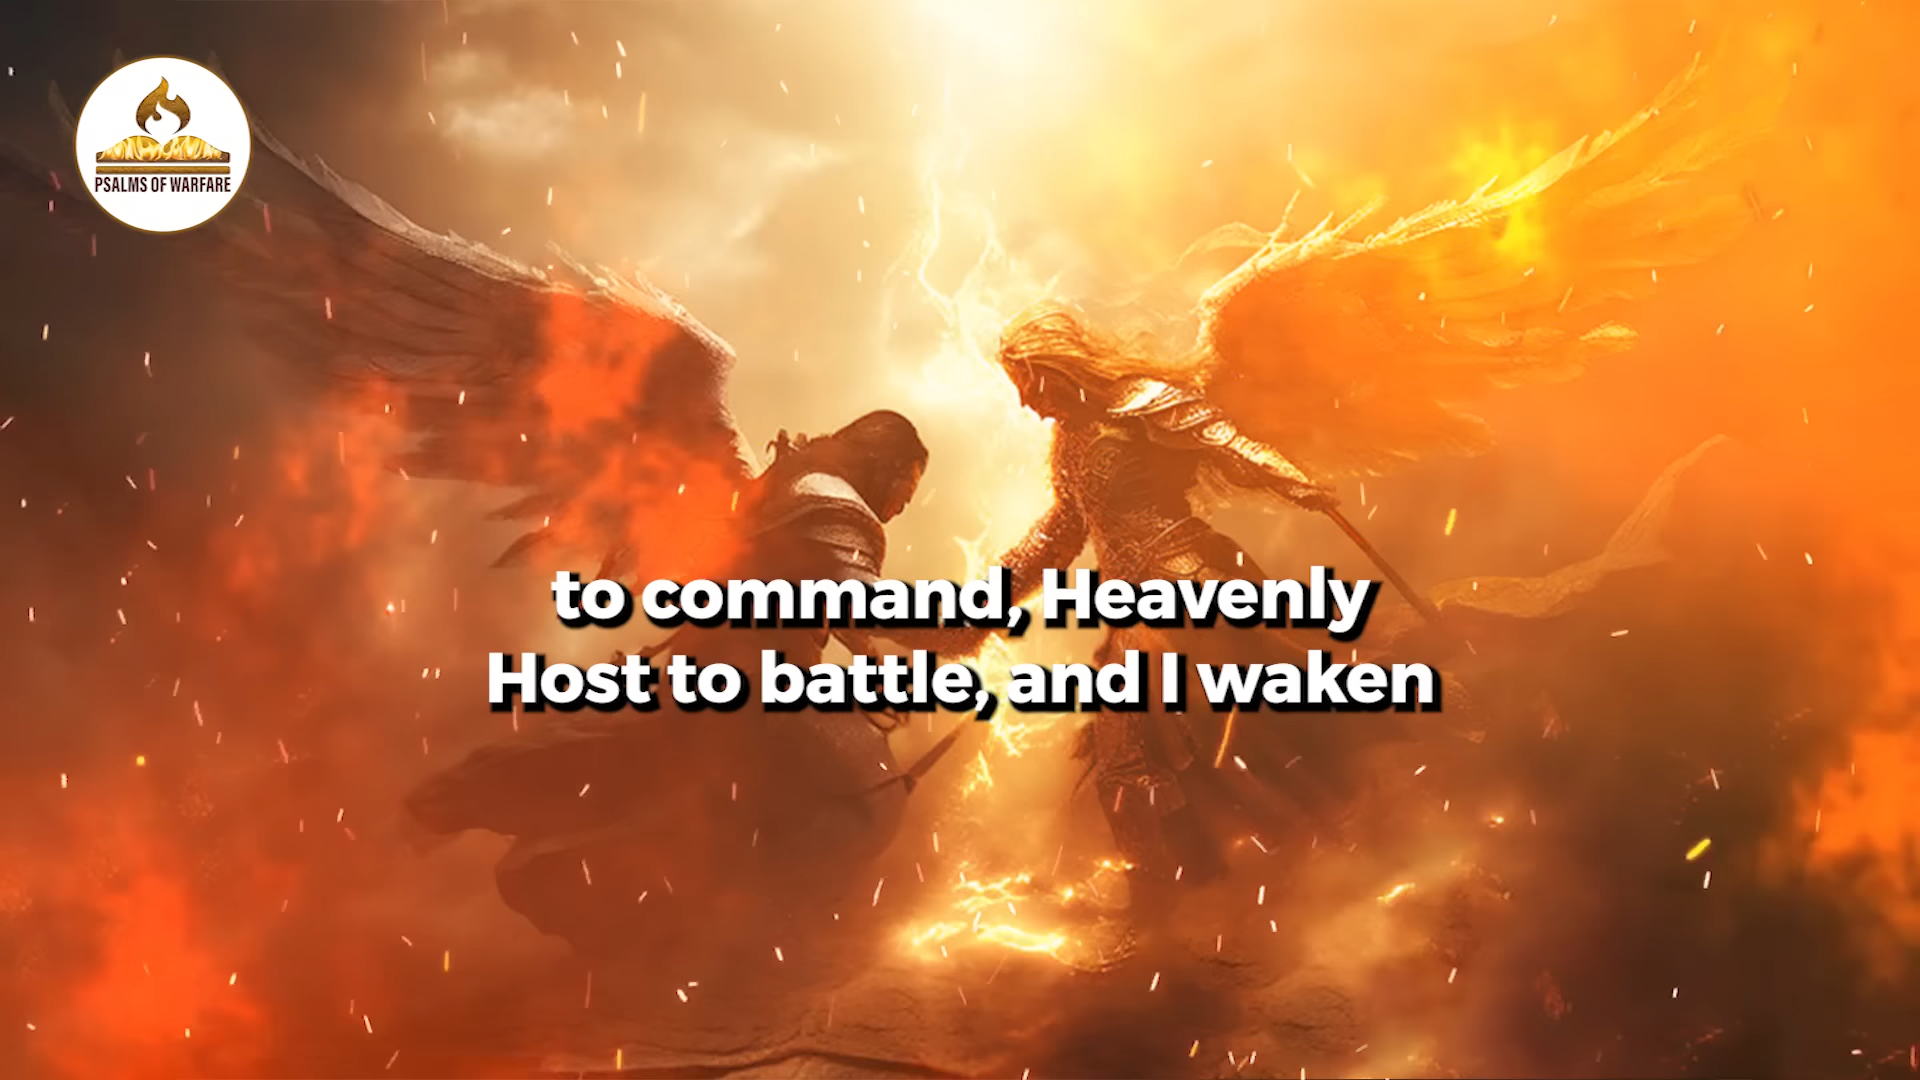 PSALMS OF WARFARE
to command, Heavenly
Host to battle, and I waken